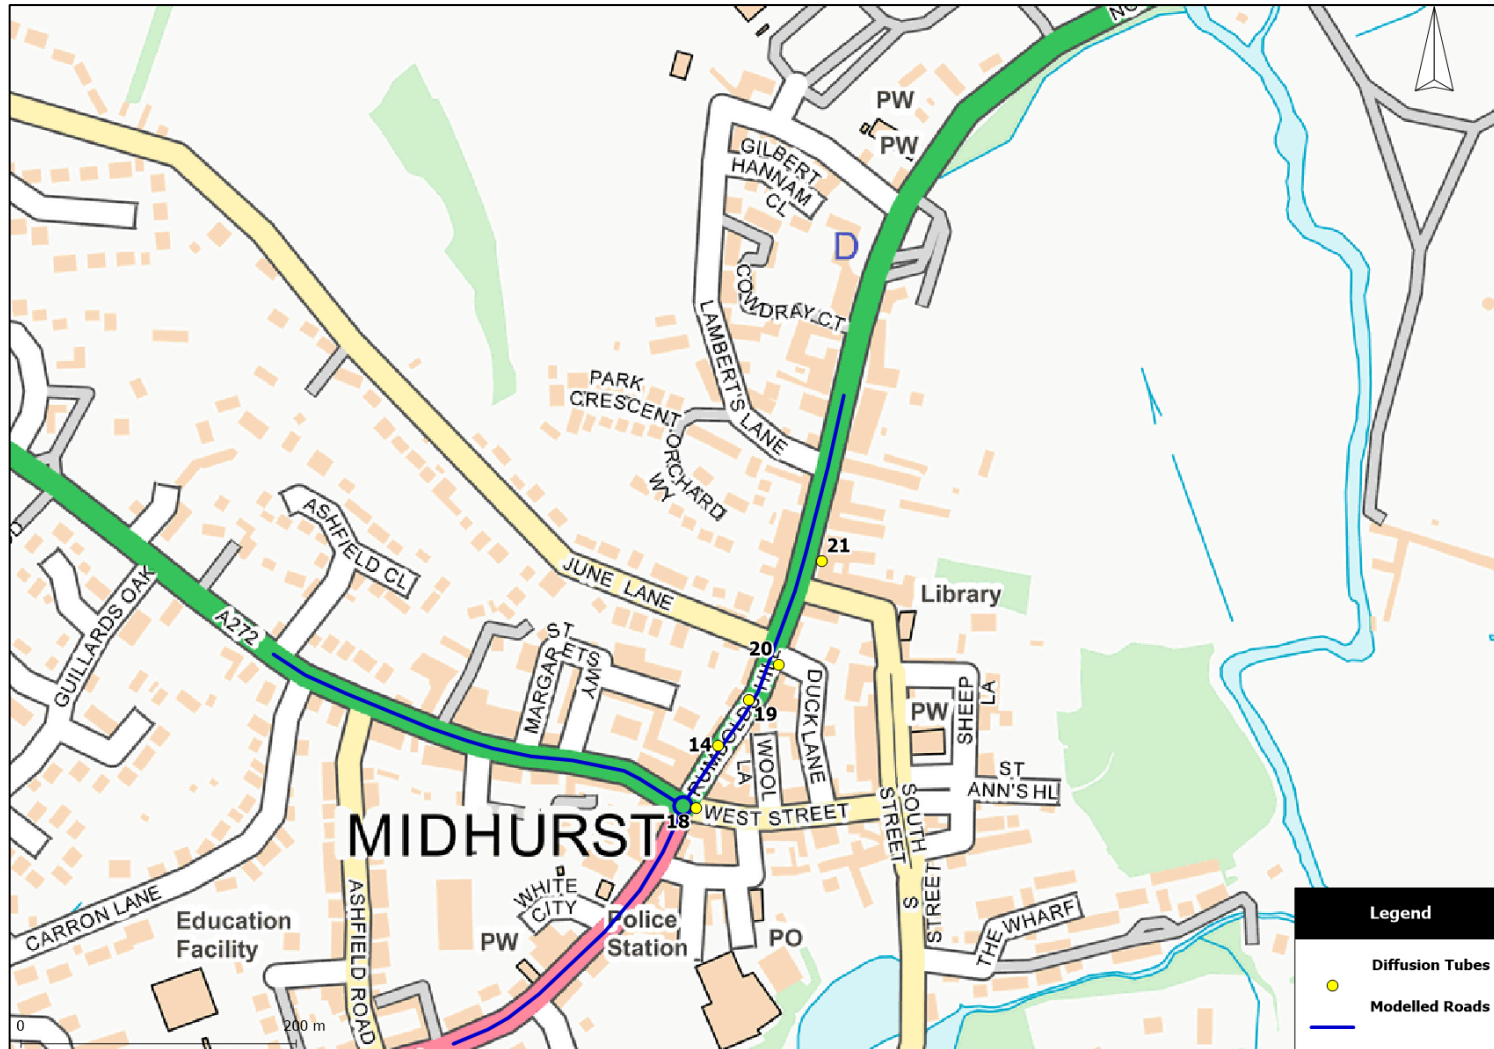 NO
PW
PW
GILBERT
HANNAM
CL
D
COWDRAY CT
LAMBERT'S LANE
PARK
CRESCENT
ORCHARD
WY
ASHFIELD CL
21
JUNE LANE
Library
GUILLARDS OAK
A272
ST
MARGARETS
WY
20
19
14
RUMBOLDS HILL
DUCK LANE
WOOL
LA
PW
SHEEP
LA
ST
ANN'S HL
WEST STREET
SOUTH
STREET
18
MIDHURST
WHITE
CITY
Police
Station
PW
PO
CARRON LANE
Education
Facility
ASHFIELD ROAD
S
STREET
THE WHARF
Legend
Diffusion Tubes
Modelled Roads
0
200 m